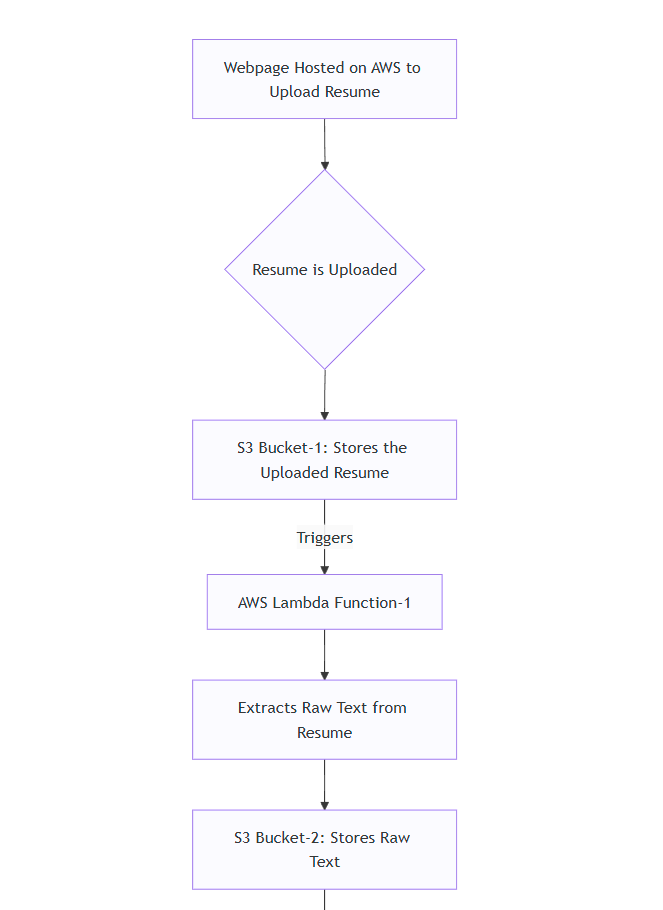 Webpage Hosted on AWS to
Upload Resume
Resume is Uploaded
S3 Bucket-1: Stores the
Uploaded Resume
Triggers
AWS Lambda Function-1
Extracts Raw Text from
Resume
S3 Bucket-2: Stores Raw
Text